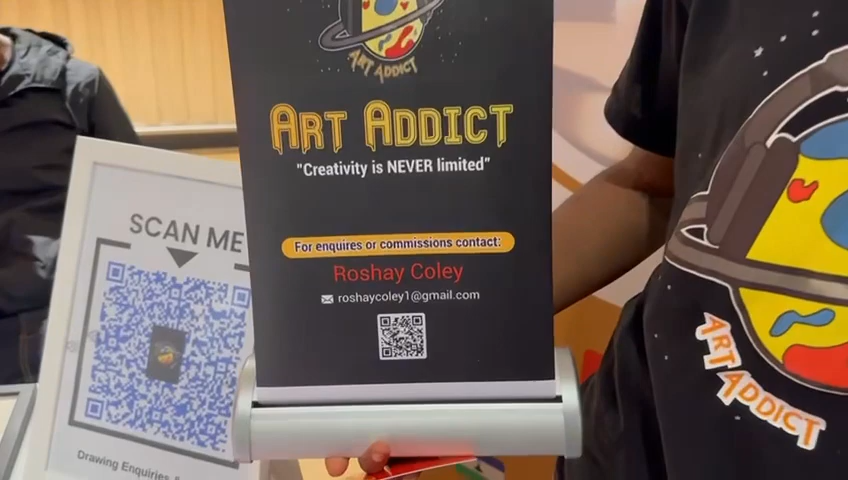 ART ADDICT
ART ADDICT
"Creativity is NEVER limited"
For enquires or commissions contact:
Roshay Coley
roshaycoley1@gmail.com
SCAN ME
Drawing Enquiries
ART
ADDICT